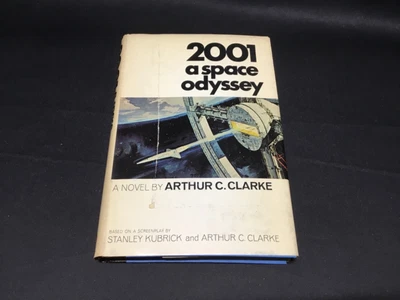 2001
a space
odyssey
A NOVEL BY ARTHUR C. CLARKE
BASED ON A SCREENPLAY BY
STANLEY KUBRICK and ARTHUR C. CLARKE